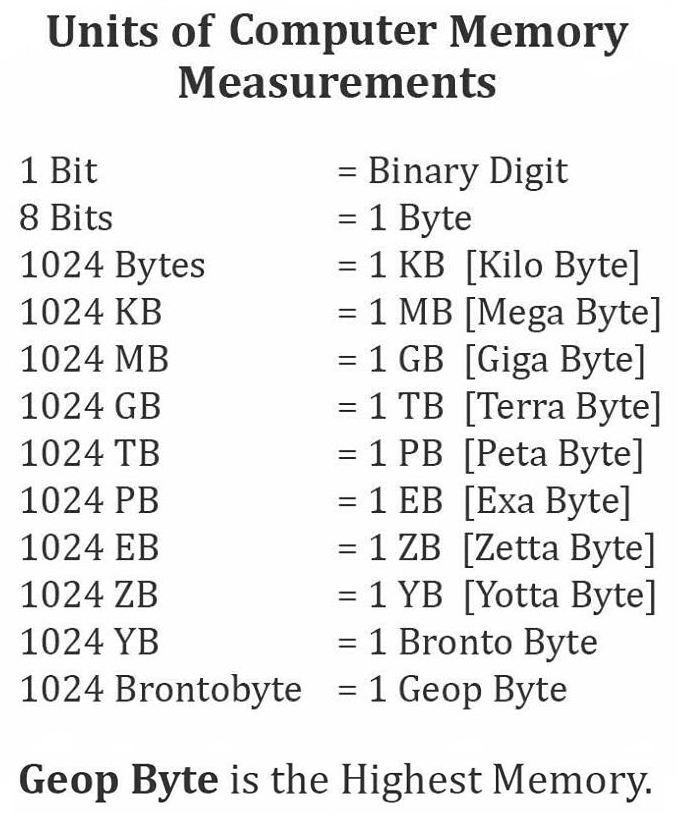 Units of Computer Memory
Measurements
1 Bit = Binary Digit
8 Bits = 1 Byte
1024 Bytes = 1 KB [Kilo Byte]
1024 KB = 1 MB [Mega Byte]
1024 MB = 1 GB [Giga Byte]
1024 GB = 1 TB [Terra Byte]
1024 TB = 1 PB [Peta Byte]
1024 PB = 1 EB [Exa Byte]
1024 EB = 1 ZB [Zetta Byte]
1024 ZB = 1 YB [Yotta Byte]
1024 YB = 1 Bronto Byte
1024 Brontobyte = 1 Geop Byte
Geop Byte is the Highest Memory.